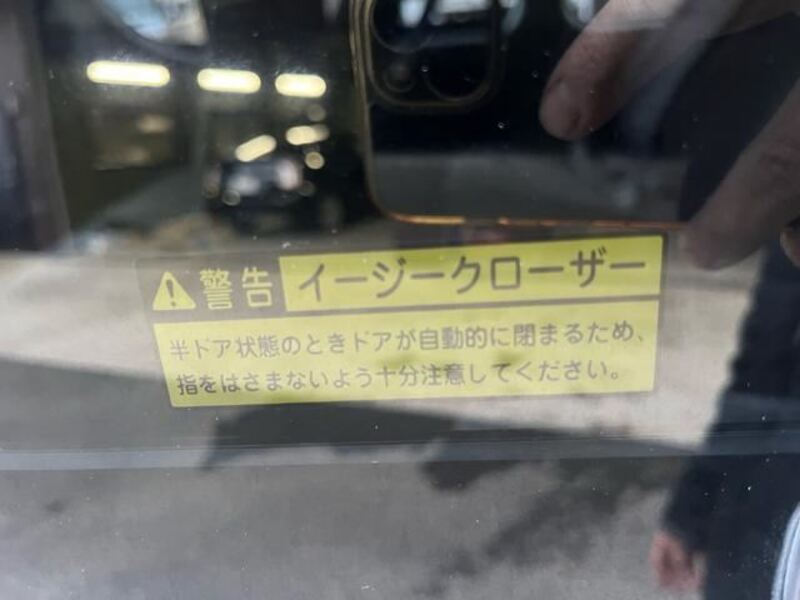 警告 イージークローザー
半ドア状態のときドアが自動的に閉まるため、
指をはさまないよう十分注意してください。